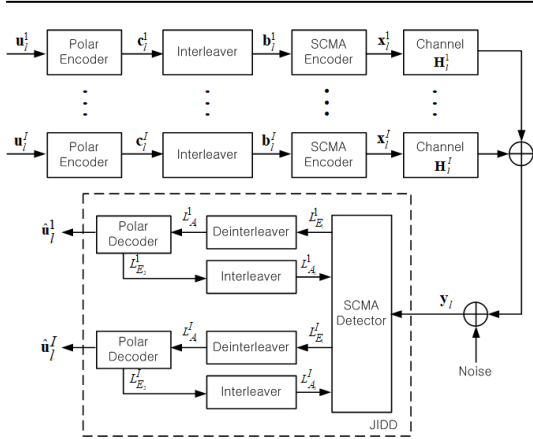 u_l^1 Polar Encoder c_l^1 Interleaver b_l^1 SCMA Encoder x_l^1 Channel H_l^1
u_l^I Polar Encoder c_l^I Interleaver b_l^I SCMA Encoder x_l^I Channel H_l^I
û_l^1 Polar Decoder L_A^1 Deinterleaver L_E^1
L_{E_2}^1 Interleaver L_A^1
SCMA Detector y_l
û_l^I Polar Decoder L_A^I Deinterleaver L_E^I
L_{E_2}^I Interleaver L_A^I
Noise
JIDD